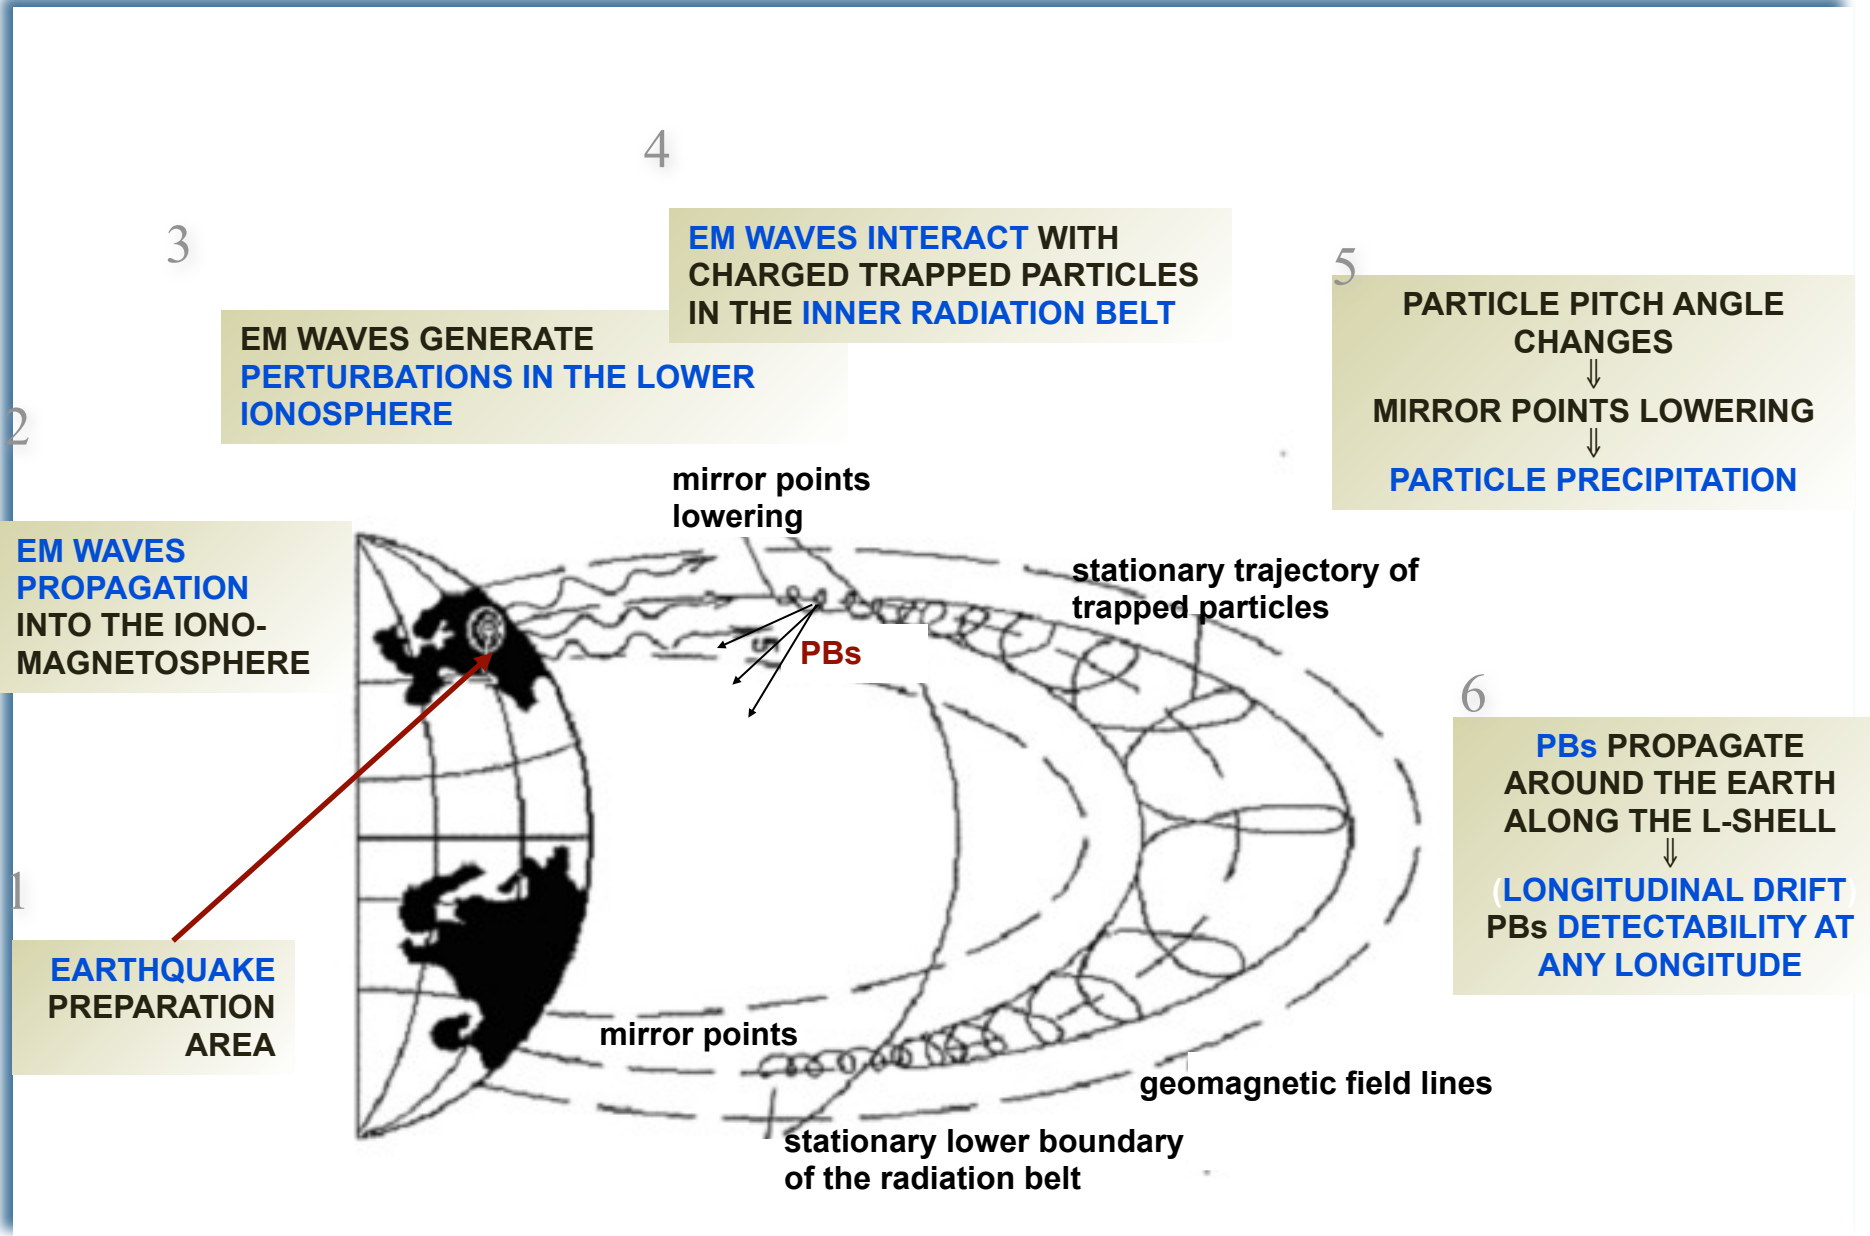 4
3
EM WAVES INTERACT WITH
CHARGED TRAPPED PARTICLES
IN THE INNER RADIATION BELT
5
PARTICLE PITCH ANGLE
CHANGES
⇓
MIRROR POINTS LOWERING
⇓
PARTICLE PRECIPITATION
EM WAVES GENERATE
PERTURBATIONS IN THE LOWER
IONOSPHERE
2
mirror points
lowering
EM WAVES
PROPAGATION
INTO THE IONO-
MAGNETOSPHERE
stationary trajectory of
trapped particles
PBs
6
PBs PROPAGATE
AROUND THE EARTH
ALONG THE L-SHELL
⇓
(LONGITUDINAL DRIFT)
PBs DETECTABILITY AT
ANY LONGITUDE
1
EARTHQUAKE
PREPARATION
AREA
mirror points
geomagnetic field lines
stationary lower boundary
of the radiation belt